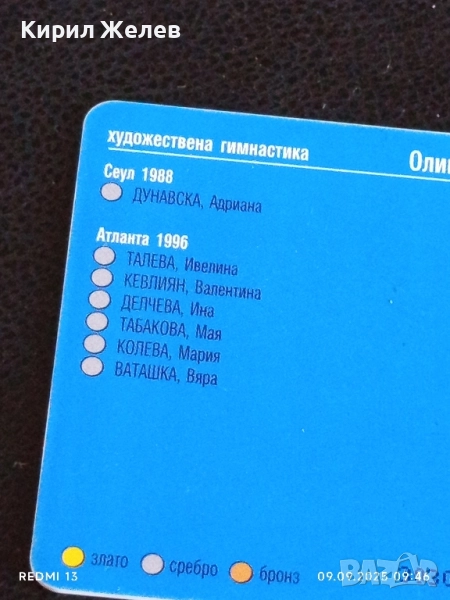 Кирил Желев
художествена гимнастика
Сеул 1988
ДУНАВСКА, Адриана
Атланта 1996
ТАЛЕВА, Ивелина
КЕВЛИЯН, Валентина
ДЕЛЧЕВА, Ина
ТАБАКОВА, Мая
КОЛЕВА, Мария
ВАТАШКА, Вяра
злато сребро бронз
REDMI 13 09.09.2025 09:46